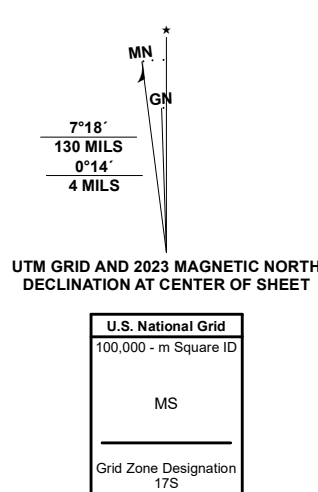 MN
GN
7°18´
130 MILS
0°14´
4 MILS
UTM GRID AND 2023 MAGNETIC NORTH
DECLINATION AT CENTER OF SHEET
U.S. National Grid
100,000 - m Square ID
MS
Grid Zone Designation
17S